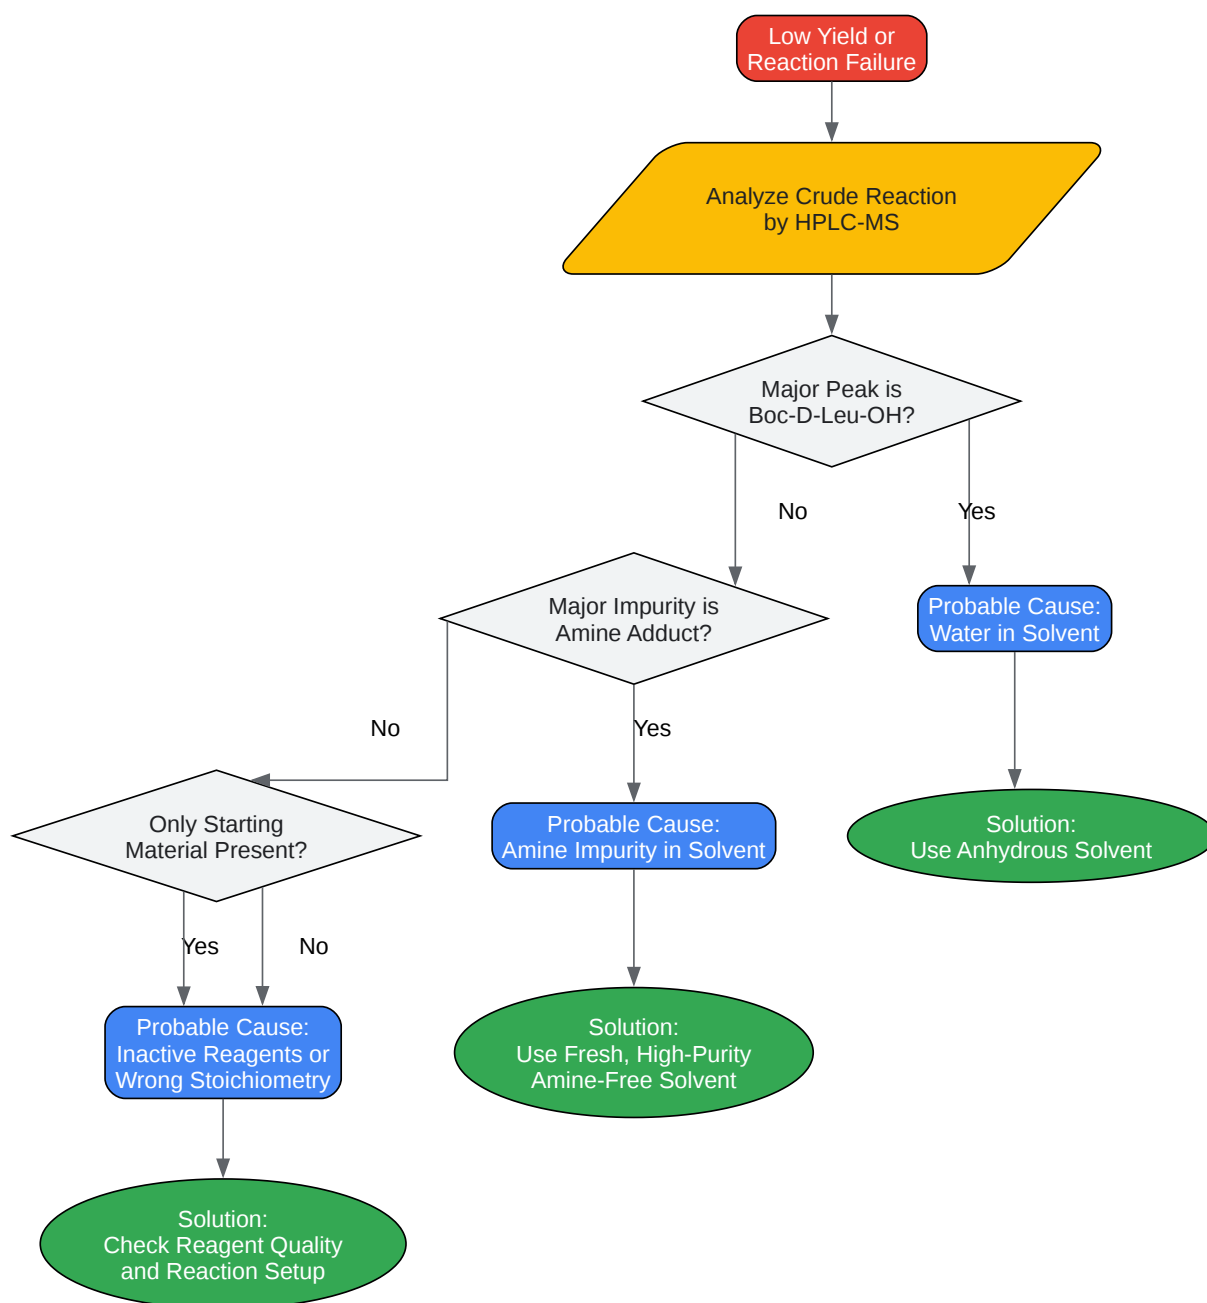 Low Yield or
Reaction Failure
Analyze Crude Reaction
by HPLC-MS
Major Peak is
Boc-D-Leu-OH?
No
Yes
Major Impurity is
Amine Adduct?
Probable Cause:
Water in Solvent
No
Yes
Only Starting
Material Present?
Probable Cause:
Amine Impurity in Solvent
Solution:
Use Anhydrous Solvent
Yes
No
Probable Cause:
Inactive Reagents or
Wrong Stoichiometry
Solution:
Use Fresh, High-Purity
Amine-Free Solvent
Solution:
Check Reagent Quality
and Reaction Setup